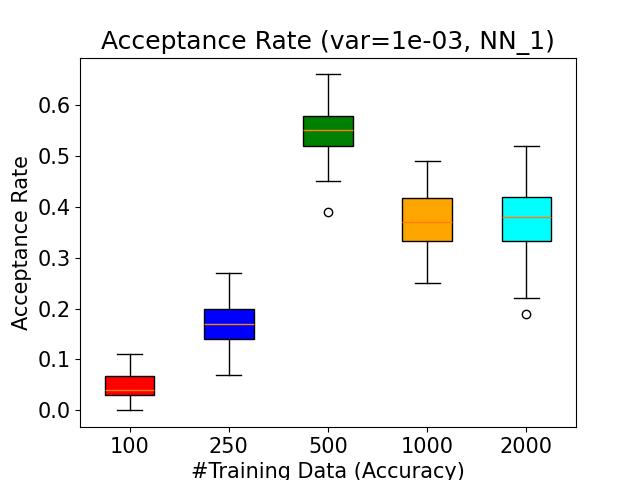 Acceptance Rate (var=1e-03, NN_1)
Acceptance Rate
0.6
0.5
0.4
0.3
0.2
0.1
0.0
100 250 500 1000 2000
#Training Data (Accuracy)